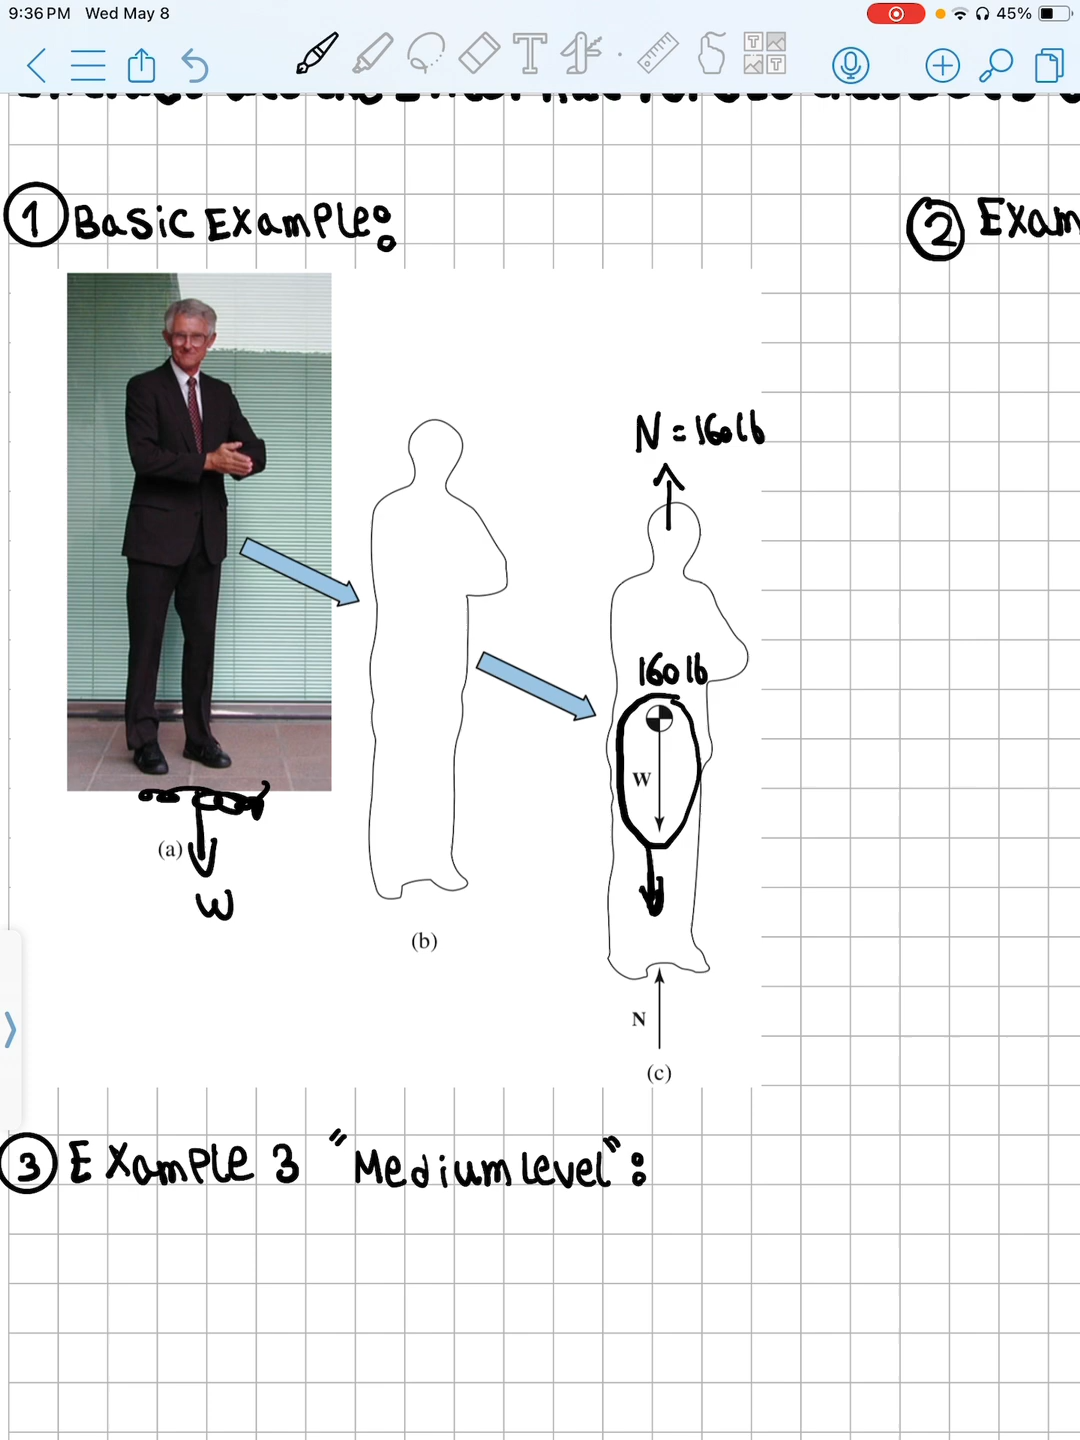 9:36 PM Wed May 8
45%
① Basic Example:
② Exam
N = 160 lb
160 lb
W
(a)
W
(b)
N
(c)
③ Example 3 "Medium level":